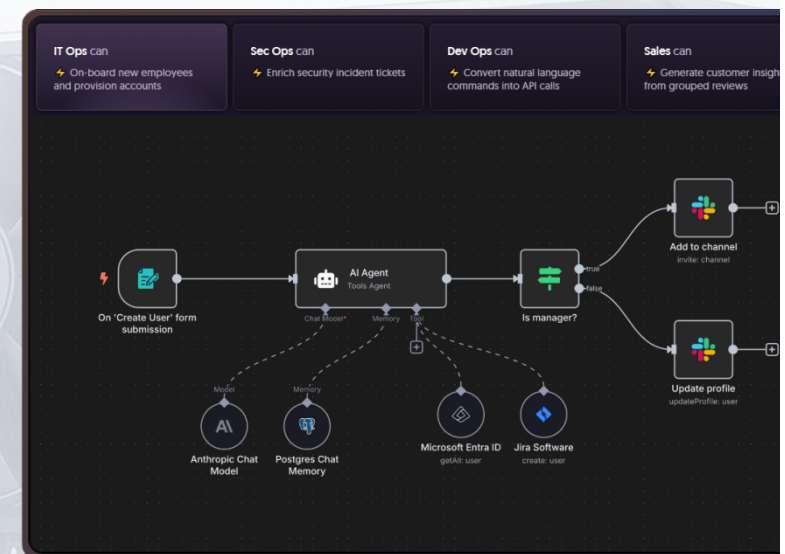 IT Ops can
⚡ On-board new employees
and provision accounts
Sec Ops can
⚡ Enrich security incident tickets
Dev Ops can
⚡ Convert natural language
commands into API calls
Sales can
⚡ Generate customer insigh
from grouped reviews
On 'Create User' form
submission
AI Agent
Tools Agent
Chat Model*
Memory
Tool
Is manager?
true
false
Add to channel
invite: channel
Update profile
updateProfile: user
Model
Memory
Anthropic Chat
Model
Postgres Chat
Memory
Microsoft Entra ID
getAll: user
Jira Software
create: user